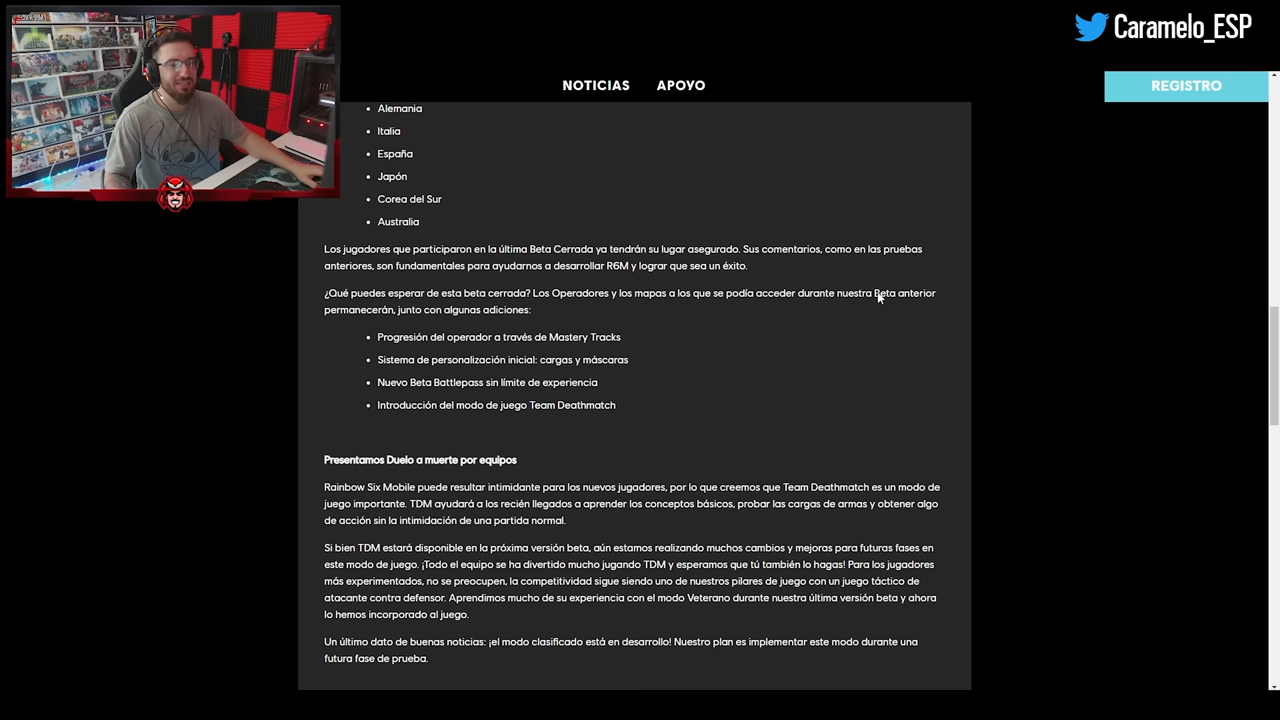 Caramelo_ESP
NOTICIAS APOYO
REGISTRO
Alemania
Italia
España
Japón
Corea del Sur
Australia
Los jugadores que participaron en la última Beta Cerrada ya tendrán su lugar asegurado. Sus comentarios, como en las pruebas
anteriores, son fundamentales para ayudarnos a desarrollar R6M y lograr que sea un éxito.
¿Qué puedes esperar de esta beta cerrada? Los Operadores y los mapas a los que se podía acceder durante nuestra Beta anterior
permanecerán, junto con algunas adiciones:
Progresión del operador a través de Mastery Tracks
Sistema de personalización inicial: cargas y máscaras
Nuevo Beta Battlepass sin límite de experiencia
Introducción del modo de juego Team Deathmatch
Presentamos Duelo a muerte por equipos
Rainbow Six Mobile puede resultar intimidante para los nuevos jugadores, por lo que creemos que Team Deathmatch es un modo de
juego importante. TDM ayudará a los recién llegados a aprender los conceptos básicos, probar las cargas de armas y obtener algo
de acción sin la intimidación de una partida normal.
Si bien TDM estará disponible en la próxima versión beta, aún estamos realizando muchos cambios y mejoras para futuras fases en
este modo de juego. ¡Todo el equipo se ha divertido mucho jugando TDM y esperamos que tú también lo hagas! Para los jugadores
más experimentados, no se preocupen, la competitividad sigue siendo uno de nuestros pilares de juego con un juego táctico de
atacante contra defensor. Aprendimos mucho de su experiencia con el modo Veterano durante nuestra última versión beta y ahora
lo hemos incorporado al juego.
Un último dato de buenas noticias: ¡el modo clasificado está en desarrollo! Nuestro plan es implementar este modo durante una
futura fase de prueba.